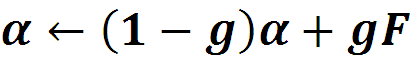 α ← (1 − g)α + gF